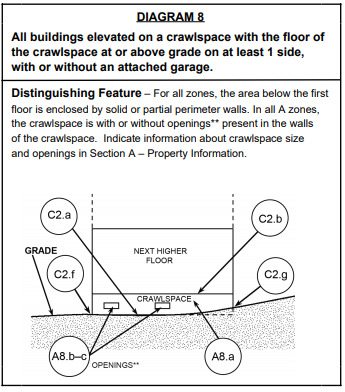 DIAGRAM 8
All buildings elevated on a crawlspace with the floor of
the crawlspace at or above grade on at least 1 side,
with or without an attached garage.
Distinguishing Feature – For all zones, the area below the first
floor is enclosed by solid or partial perimeter walls. In all A zones,
the crawlspace is with or without openings** present in the walls
of the crawlspace. Indicate information about crawlspace size
and openings in Section A – Property Information.
C2.a
C2.b
GRADE
NEXT HIGHER
FLOOR
C2.f
C2.g
CRAWLSPACE
A8.b–c
OPENINGS**
A8.a